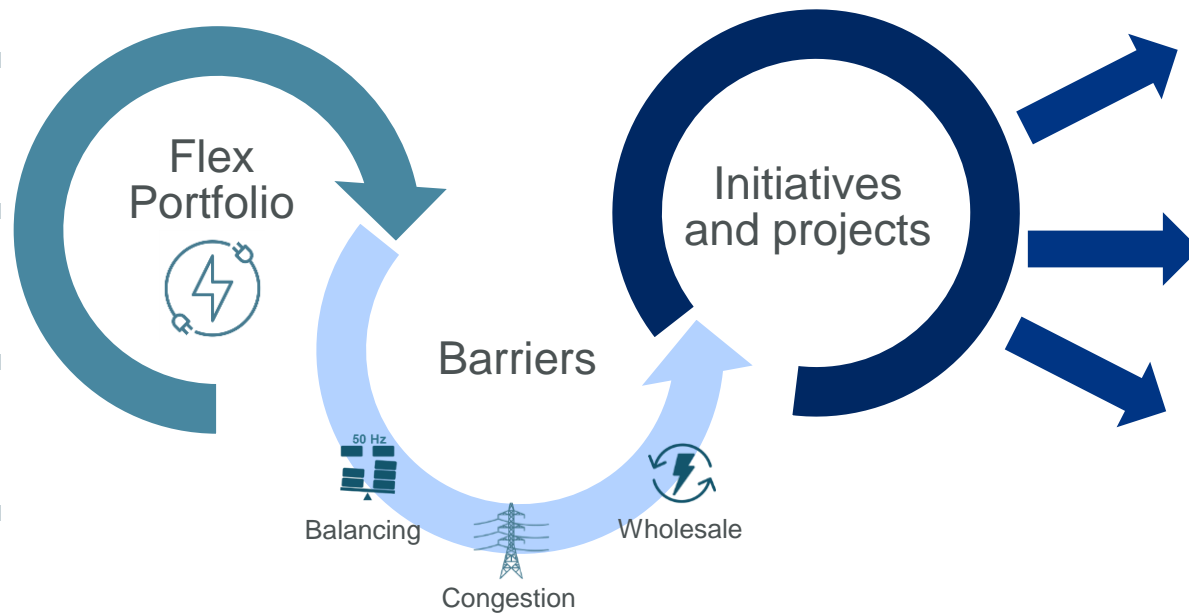 Flex
Portfolio
Initiatives
and projects
Barriers
50 Hz
Balancing
Wholesale
Congestion